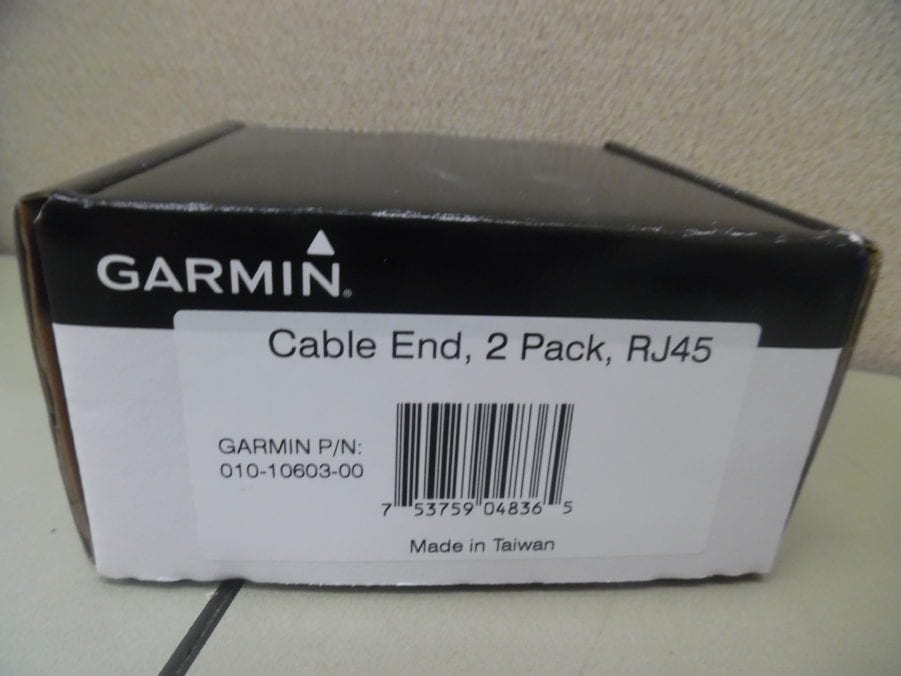 GARMIN®
Cable End, 2 Pack, RJ45
GARMIN P/N:
010-10603-00
7 53759 04836 5
Made in Taiwan